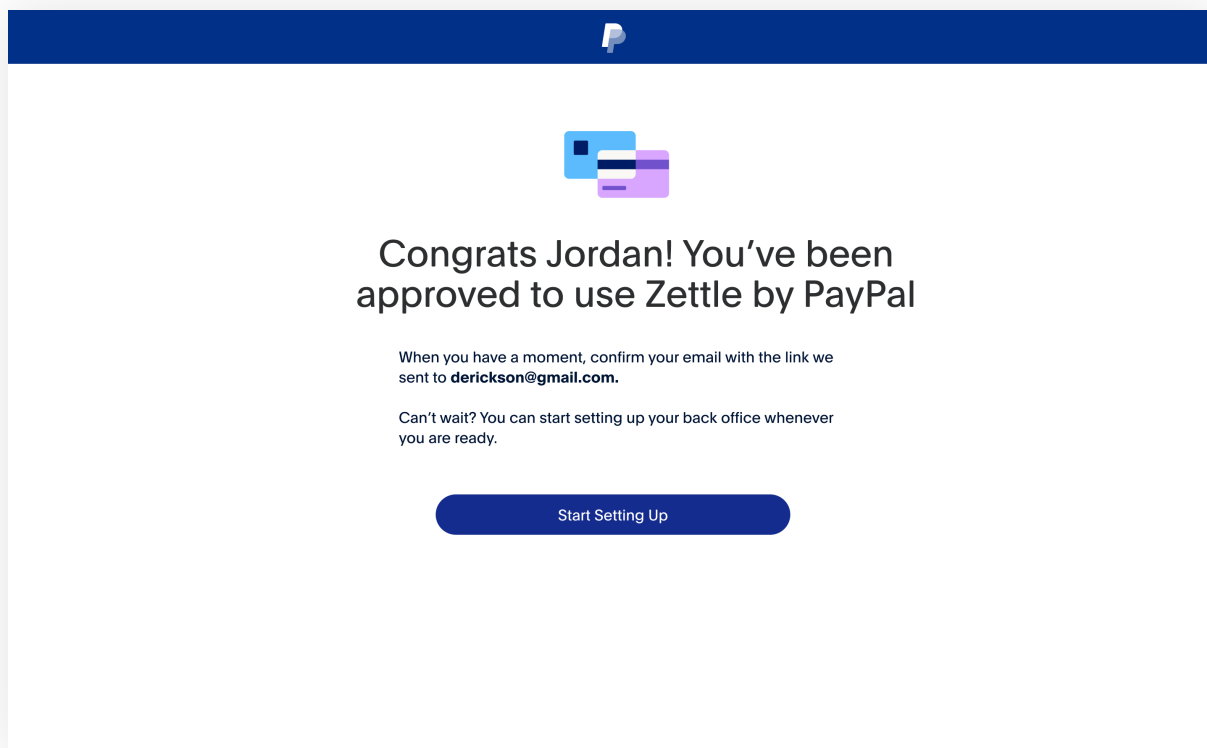 Congrats Jordan! You’ve been
approved to use Zettle by PayPal
When you have a moment, confirm your email with the link we
sent to derickson@gmail.com.
Can’t wait? You can start setting up your back office whenever
you are ready.
Start Setting Up